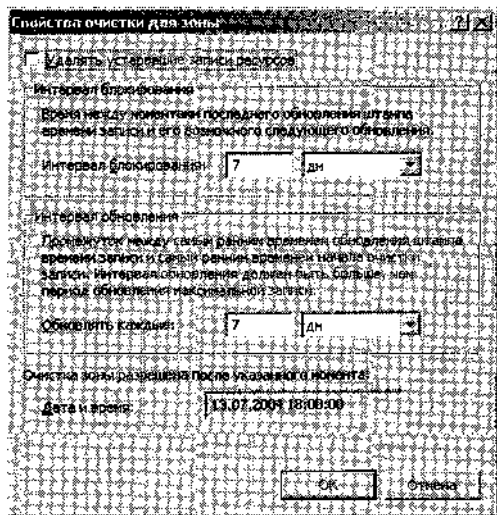 Свойства очистки для зоны
Удалять устаревшие записи ресурсов
Интервал блокирования
Время между моментами последнего обновления штампа
времени записи и его возможного следующего обновления.
Интервал блокирования: 7 дн
Интервал обновления
Промежуток между самым ранним временем обновления штампа
времени записи и самым ранним временем начала очистки
записи. Интервал обновления должен быть больше, чем
период обновления максимальной записи.
Обновлять каждые: 7 дн
Очистка зоны разрешена после указанного момента:
Дата и время: 13.07.2004 18:00:00
OK Отмена